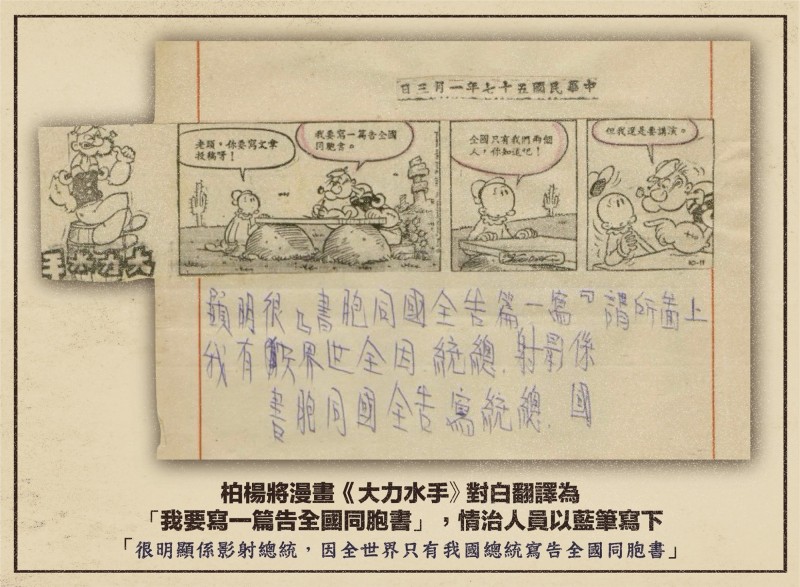 中華民國五十七年一月三日
大力水手
老頭，你要寫文章
投稿呀！
我要寫一篇告全國
同胞書。
全國只有我們兩個
人，你知道吧！
但我還是要講演。
上圖所謂『寫一篇告全國同胞書』很明顯
係影射總統，因全世界祇有我
國總統寫告全國同胞書
柏楊將漫畫《大力水手》對白翻譯為
「我要寫一篇告全國同胞書」，情治人員以藍筆寫下
「很明顯係影射總統，因全世界只有我國總統寫告全國同胞書」